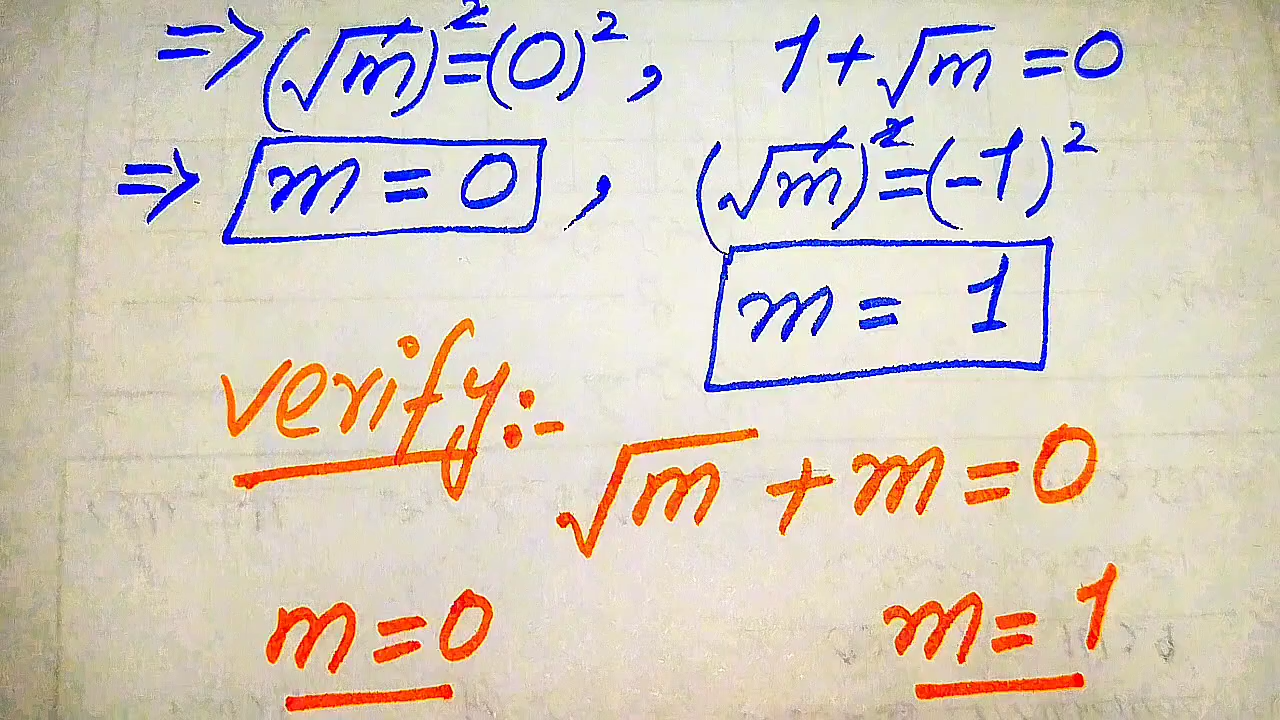 => (√m)²=(0)², 1+√m=0
=> m=0, (√m)²=(-1)²
m= 1
verify:-
√m+m=0
m=0 m=1